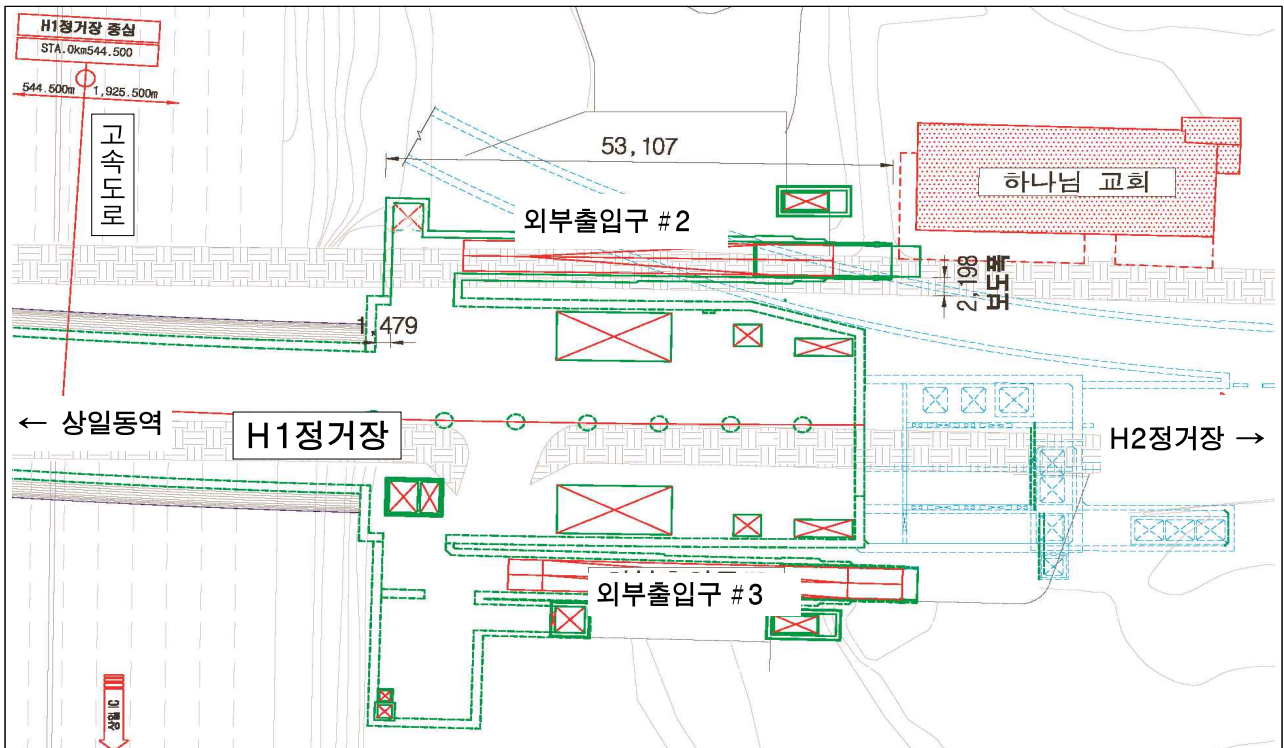 H1정거장 중심
STA.0km544.500
544.500m 1,925.500m
고속도로
53,107
하나님 교회
외부출입구 #2
2,198
보도폭
1,479
← 상일동역
H1정거장
H2정거장 →
외부출입구 #3
상일 IC